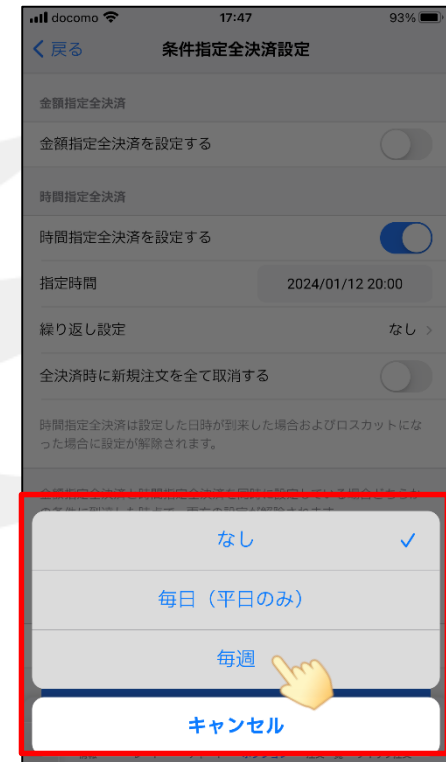 docomo 17:47 93%
戻る 条件指定全決済設定
金額指定全決済
金額指定全決済を設定する
時間指定全決済
時間指定全決済を設定する
指定時間 2024/01/12 20:00
繰り返し設定 なし
全決済時に新規注文を全て取消する
時間指定全決済は設定した日時が到来した場合およびロスカットにな
った場合に設定が解除されます。
なし
毎日（平日のみ）
毎週
キャンセル